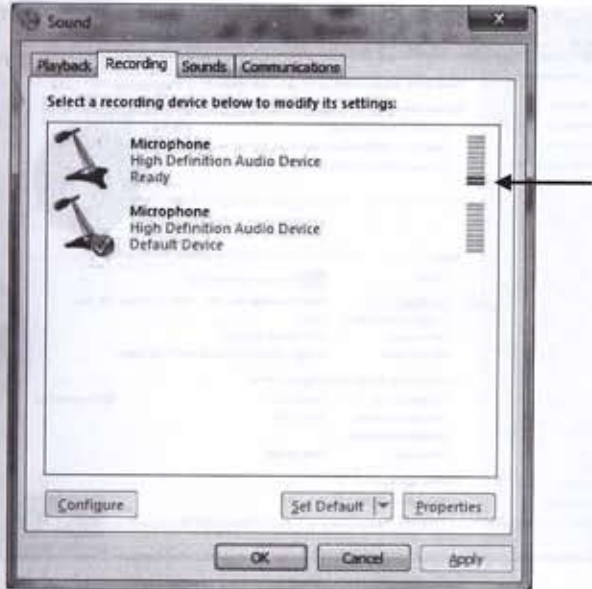 Sound
Playback Recording Sounds Communications
Select a recording device below to modify its settings:
Microphone
High Definition Audio Device
Ready
Microphone
High Definition Audio Device
Default Device
Configure
Set Default
Properties
OK
Cancel
Apply